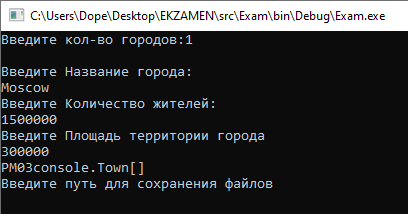 C:\Users\Dope\Desktop\EKZAMEN\src\Exam\bin\Debug\Exam.exe
Введите кол-во городов:1
Введите Название города:
Moscow
Введите Количество жителей:
1500000
Введите Площадь территории города
300000
PM03console.Town[]
Введите путь для сохранения файлов